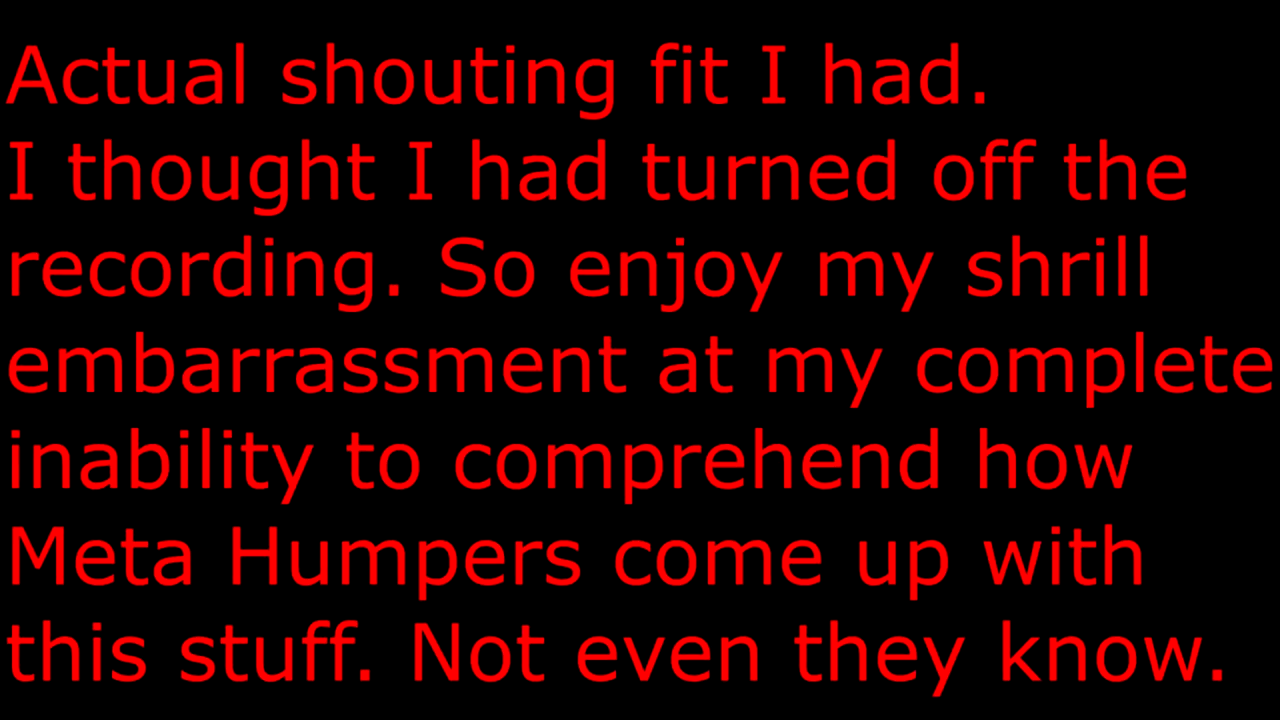 Actual shouting fit I had.
I thought I had turned off the
recording. So enjoy my shrill
embarrassment at my complete
inability to comprehend how
Meta Humpers come up with
this stuff. Not even they know.